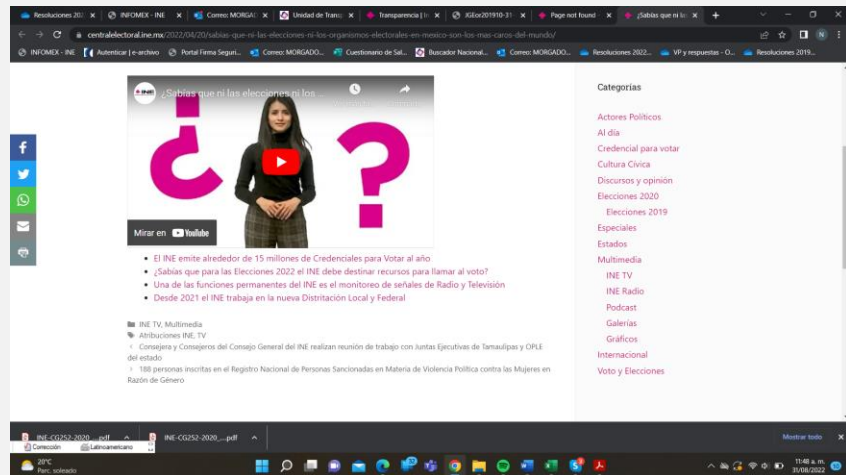 Resoluciones 202
INFOMEX - INE
Correo: MORGA
Unidad de Trans
Transparencia | I
JGEor201910-31
Page not found
¿Sabías que ni la
centralelectoral.ine.mx/2022/04/20/sabias-que-ni-las-elecciones-ni-los-organismos-electorales-en-mexico-son-los-mas-caros-del-mundo/
INFOMEX - INE
Autenticar | e-archivo
Portal Firma Seguri...
Correo: MORGADO...
Cuestionario de Sal...
Buscador Nacional...
Correo: MORGADO...
Resoluciones 2022...
VP y respuestas - O...
Resoluciones 2019...
¿Sabías que ni las elecciones ni los ...
¿ ?
Mirar en YouTube
El INE emite alrededor de 15 millones de Credenciales para Votar al año
¿Sabías que para las Elecciones 2022 el INE debe destinar recursos para llamar al voto?
Una de las funciones permanentes del INE es el monitoreo de señales de Radio y Televisión
Desde 2021 el INE trabaja en la nueva Distritación Local y Federal
INE TV, Multimedia
Atribuciones INE, TV
Consejera y Consejeros del Consejo General del INE realizan reunión de trabajo con Juntas Ejecutivas de Tamaulipas y OPLE
del estado
188 personas inscritas en el Registro Nacional de Personas Sancionadas en Materia de Violencia Política contra las Mujeres en
Razón de Género
Categorías
Actores Políticos
Al día
Credencial para votar
Cultura Cívica
Discursos y opinión
Elecciones 2020
Elecciones 2019
Especiales
Estados
Multimedia
INE TV
INE Radio
Podcast
Galerías
Gráficos
Internacional
Voto y Elecciones
INE-CG252-2020_....pdf
INE-CG252-2020_....pdf
Mostrar todo
Corrección
Latinoamericano
20°C
Parc. soleado
11:48 a. m.
31/08/2022